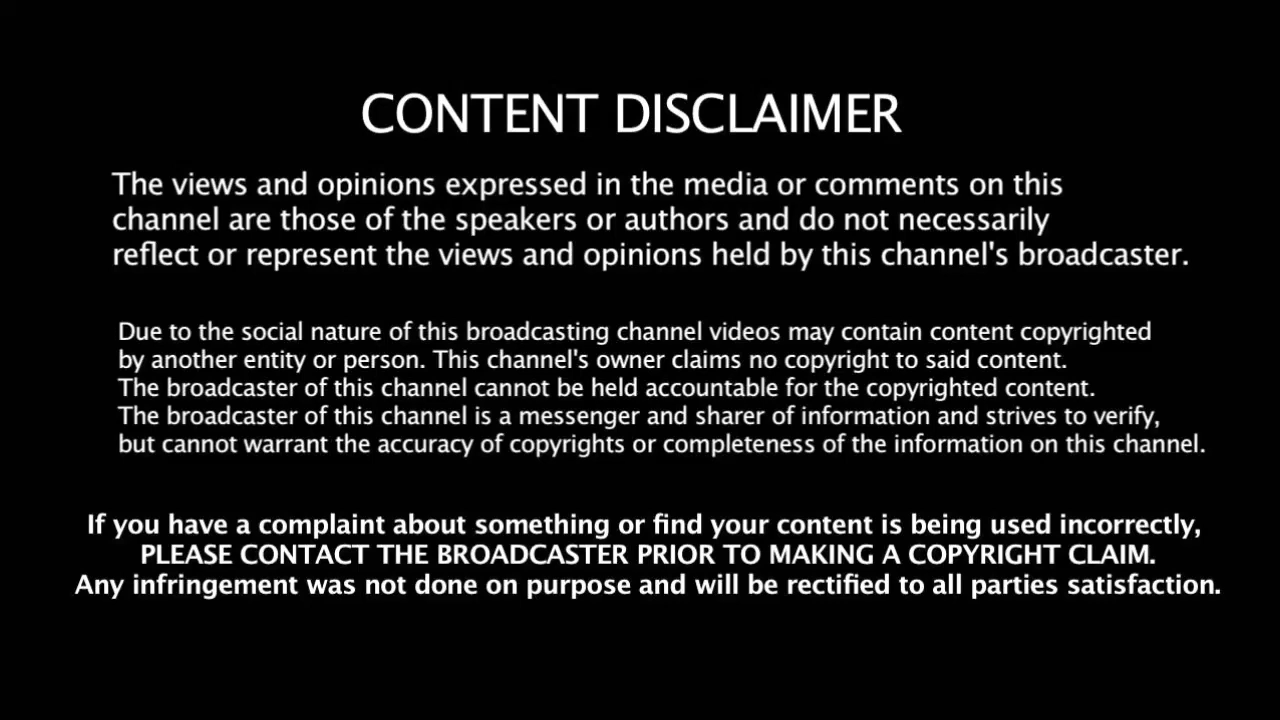 CONTENT DISCLAIMER
The views and opinions expressed in the media or comments on this
channel are those of the speakers or authors and do not necessarily
reflect or represent the views and opinions held by this channel's broadcaster.
Due to the social nature of this broadcasting channel videos may contain content copyrighted
by another entity or person. This channel's owner claims no copyright to said content.
The broadcaster of this channel cannot be held accountable for the copyrighted content.
The broadcaster of this channel is a messenger and sharer of information and strives to verify,
but cannot warrant the accuracy of copyrights or completeness of the information on this channel.
If you have a complaint about something or find your content is being used incorrectly,
PLEASE CONTACT THE BROADCASTER PRIOR TO MAKING A COPYRIGHT CLAIM.
Any infringement was not done on purpose and will be rectified to all parties satisfaction.